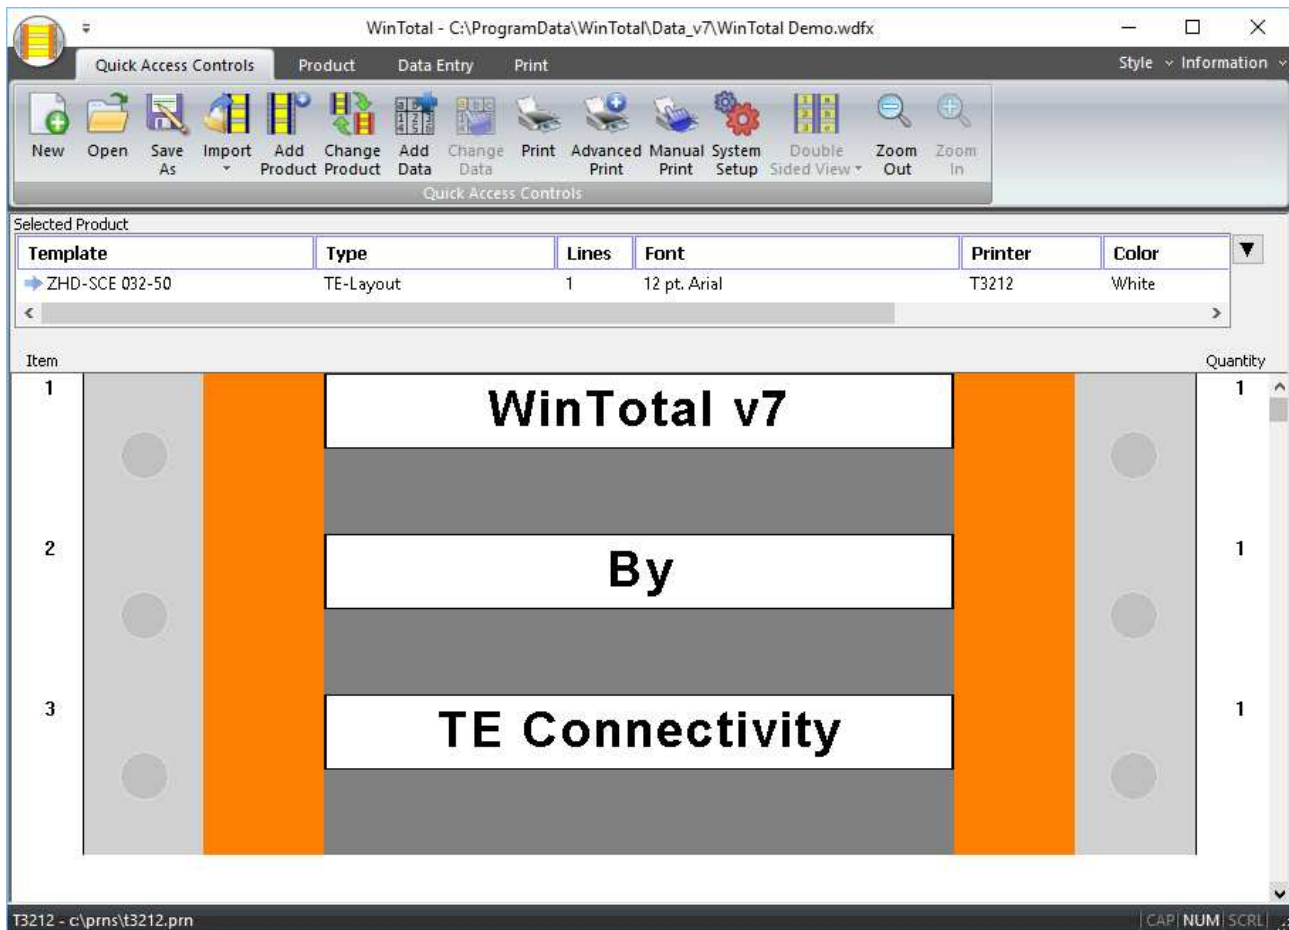 WinTotal - C:\ProgramData\WinTotal\Data_v7\WinTotal Demo.wdfx
Quick Access Controls Product Data Entry Print Style Information
New Open Save As Import Add Product Change Product Add Data Change Data Print Advanced Print Manual Print System Setup Double Sided View Zoom Out Zoom In
Quick Access Controls
Selected Product
Template Type Lines Font Printer Color
ZHD-SCE 032-50 TE-Layout 1 12 pt. Arial T3212 White
Item Quantity
1 WinTotal v7 1
2 By 1
3 TE Connectivity 1
T3212 - c:\prns\t3212.prn CAP NUM SCRL